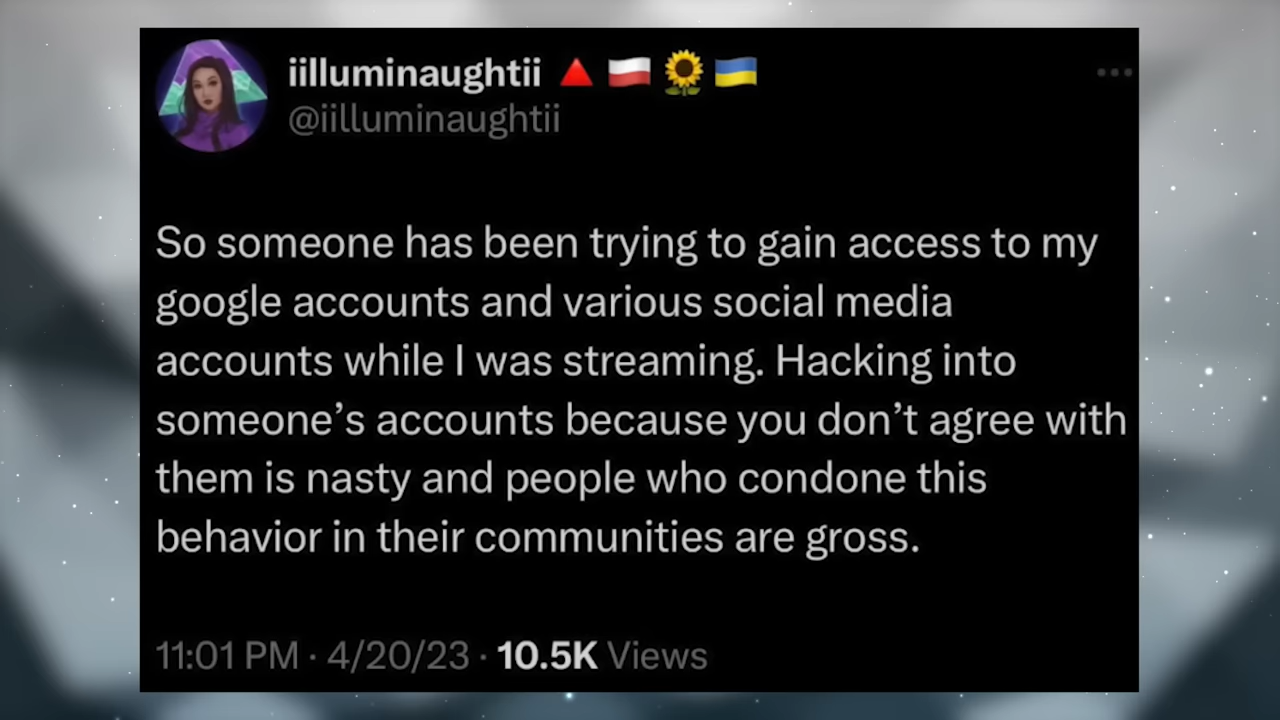 iilluminaughtii 🔺 🇵🇱 🌻 🇺🇦
@iilluminaughtii
So someone has been trying to gain access to my
google accounts and various social media
accounts while I was streaming. Hacking into
someone’s accounts because you don’t agree with
them is nasty and people who condone this
behavior in their communities are gross.
11:01 PM · 4/20/23 · 10.5K Views